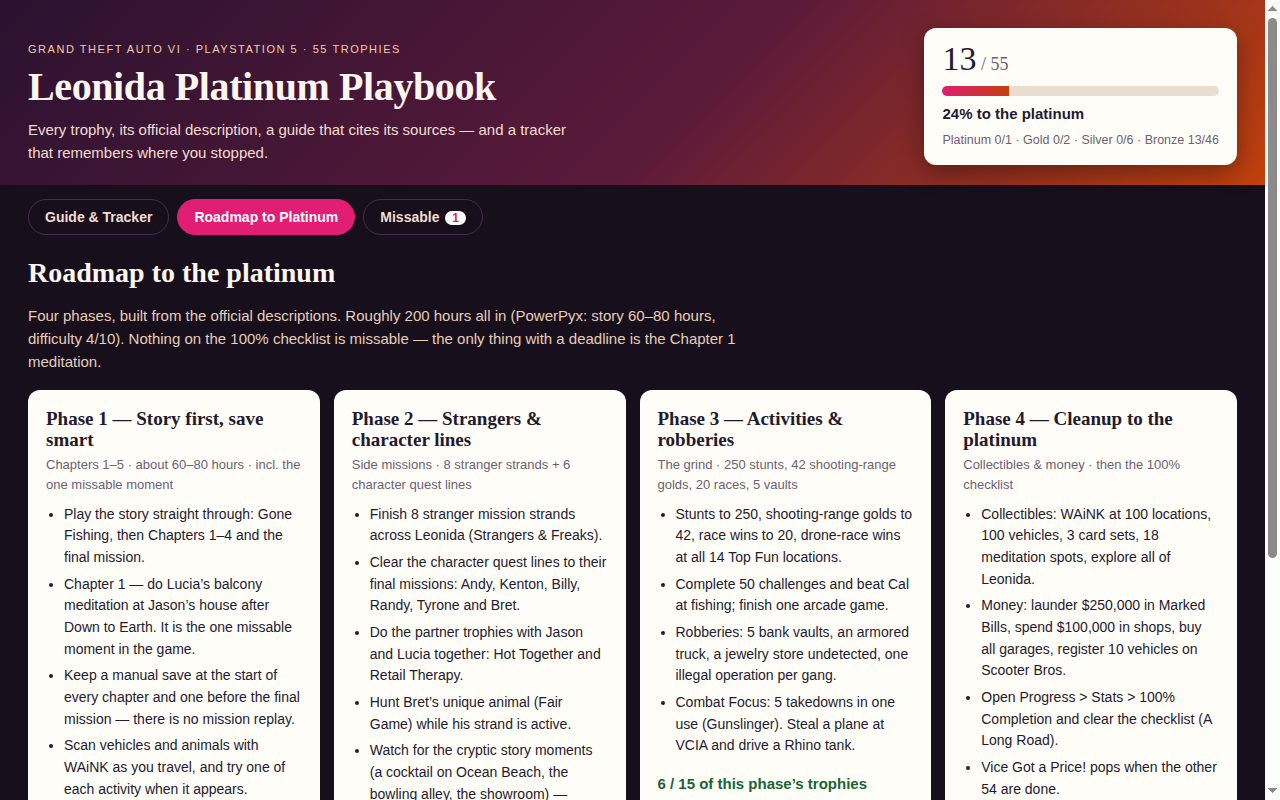 GRAND THEFT AUTO VI · PLAYSTATION 5 · 55 TROPHIES
Leonida Platinum Playbook
Every trophy, its official description, a guide that cites its sources — and a tracker
that remembers where you stopped.
13 / 55
24% to the platinum
Platinum 0/1 · Gold 0/2 · Silver 0/6 · Bronze 13/46
Guide & Tracker
Roadmap to Platinum
Missable 1
Roadmap to the platinum
Four phases, built from the official descriptions. Roughly 200 hours all in (PowerPyx: story 60–80 hours,
difficulty 4/10). Nothing on the 100% checklist is missable — the only thing with a deadline is the Chapter 1
meditation.
Phase 1 — Story first, save
smart
Chapters 1–5 · about 60–80 hours · incl. the
one missable moment
• Play the story straight through: Gone
Fishing, then Chapters 1–4 and the
final mission.
• Chapter 1 — do Lucia’s balcony
meditation at Jason’s house after
Down to Earth. It is the one missable
moment in the game.
• Keep a manual save at the start of
every chapter and one before the final
mission — there is no mission replay.
• Scan vehicles and animals with
WAiNK as you travel, and try one of
each activity when it appears.
Phase 2 — Strangers &
character lines
Side missions · 8 stranger strands + 6
character quest lines
• Finish 8 stranger mission strands
across Leonida (Strangers & Freaks).
• Clear the character quest lines to their
final missions: Andy, Kenton, Billy,
Randy, Tyrone and Bret.
• Do the partner trophies with Jason
and Lucia together: Hot Together and
Retail Therapy.
• Hunt Bret’s unique animal (Fair
Game) while his strand is active.
• Watch for the cryptic story moments
(a cocktail on Ocean Beach, the
bowling alley, the showroom) —
Phase 3 — Activities &
robberies
The grind · 250 stunts, 42 shooting-range
golds, 20 races, 5 vaults
• Stunts to 250, shooting-range golds to
42, race wins to 20, drone-race wins
at all 14 Top Fun locations.
• Complete 50 challenges and beat Cal
at fishing; finish one arcade game.
• Robberies: 5 bank vaults, an armored
truck, a jewelry store undetected, one
illegal operation per gang.
• Combat Focus: 5 takedowns in one
use (Gunslinger). Steal a plane at
VCIA and drive a Rhino tank.
6 / 15 of this phase’s trophies
Phase 4 — Cleanup to the
platinum
Collectibles & money · then the 100%
checklist
• Collectibles: WAiNK at 100 locations,
100 vehicles, 3 card sets, 18
meditation spots, explore all of
Leonida.
• Money: launder $250,000 in Marked
Bills, spend $100,000 in shops, buy
all garages, register 10 vehicles on
Scooter Bros.
• Open Progress > Stats > 100%
Completion and clear the checklist (A
Long Road).
• Vice Got a Price! pops when the other
54 are done.